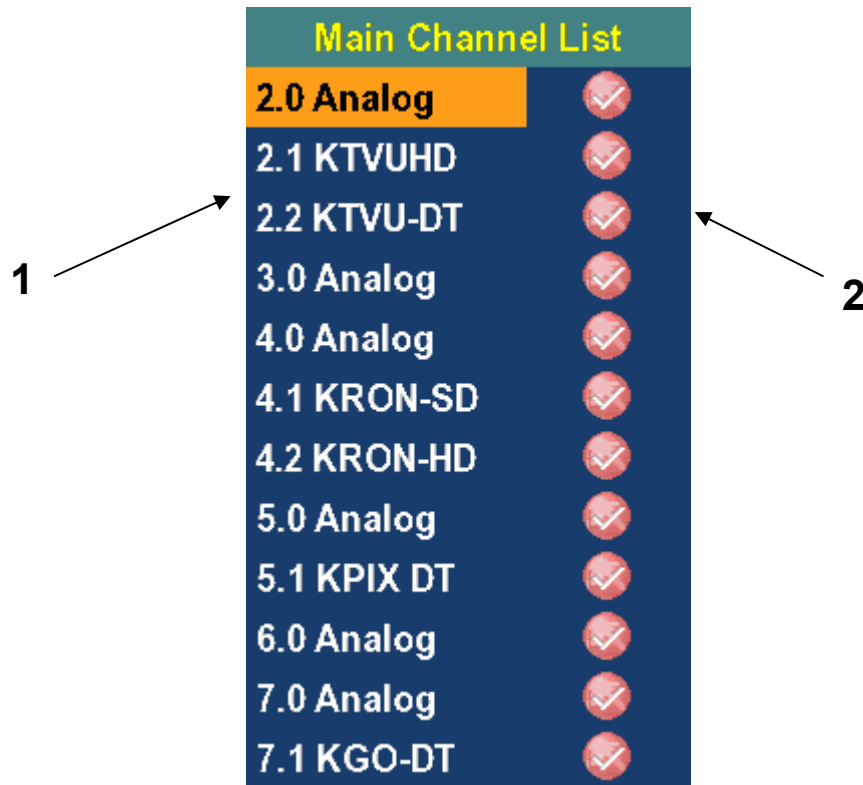 Main Channel List
2.0 Analog
2.1 KTVUHD
2.2 KTVU-DT
1
3.0 Analog
2
4.0 Analog
4.1 KRON-SD
4.2 KRON-HD
5.0 Analog
5.1 KPIX DT
6.0 Analog
7.0 Analog
7.1 KGO-DT